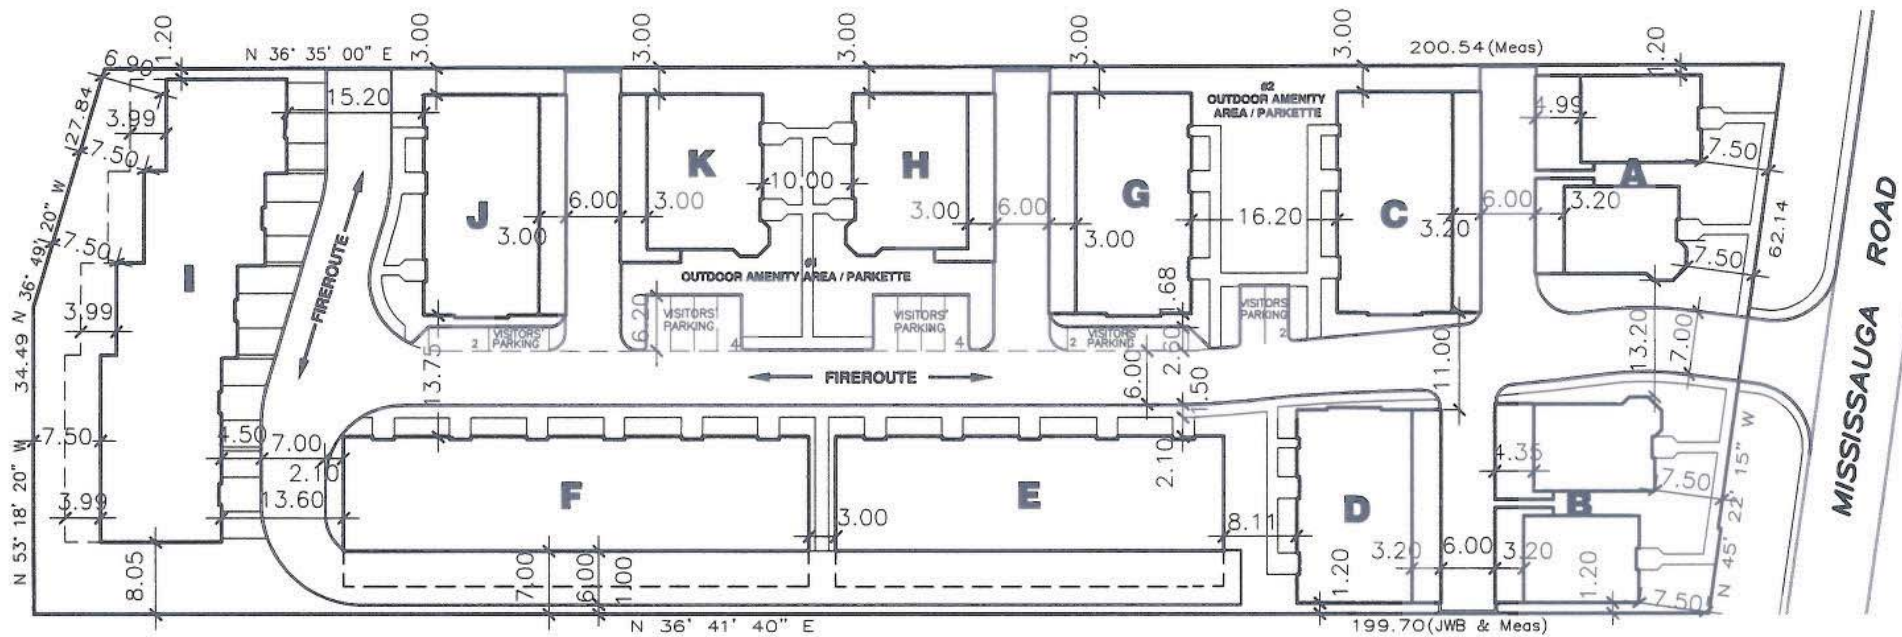 N 36° 35' 00" E
200.54(Meas)
1.20
3.00
3.00
3.00
3.00
3.00
1.20
27.84
3.99
7.50
15.20
#2
OUTDOOR AMENITY
AREA / PARKETTE
4.99
7.50
K
H
G
C
A
J
10.00
6.00
3.00
3.00
6.00
3.00
3.00
16.20
3.20
6.00
3.20
62.14
7.50
7.50
I
FIREROUTE
#1
OUTDOOR AMENITY AREA / PARKETTE
N 36° 49' 20" W
3.99
6.20
1.68
VISITORS'
PARKING
2
VISITORS'
PARKING
4
VISITORS'
PARKING
4
VISITORS'
PARKING
2
VISITORS'
PARKING
2
13.75
FIREROUTE
6.00
2.60
1.50
11.00
13.20
7.00
MISSISSAUGA ROAD
34.49
7.50
4.50
7.00
2.10
13.60
3.99
F
E
D
B
3.00
2.10
8.11
4.35
7.50
N 45° 22' 15" W
3.20
6.00
3.20
1.20
1.20
7.50
N 53° 18' 20" W
8.05
7.00
6.00
1.00
N 36° 41' 40" E
199.70(JWB & Meas)